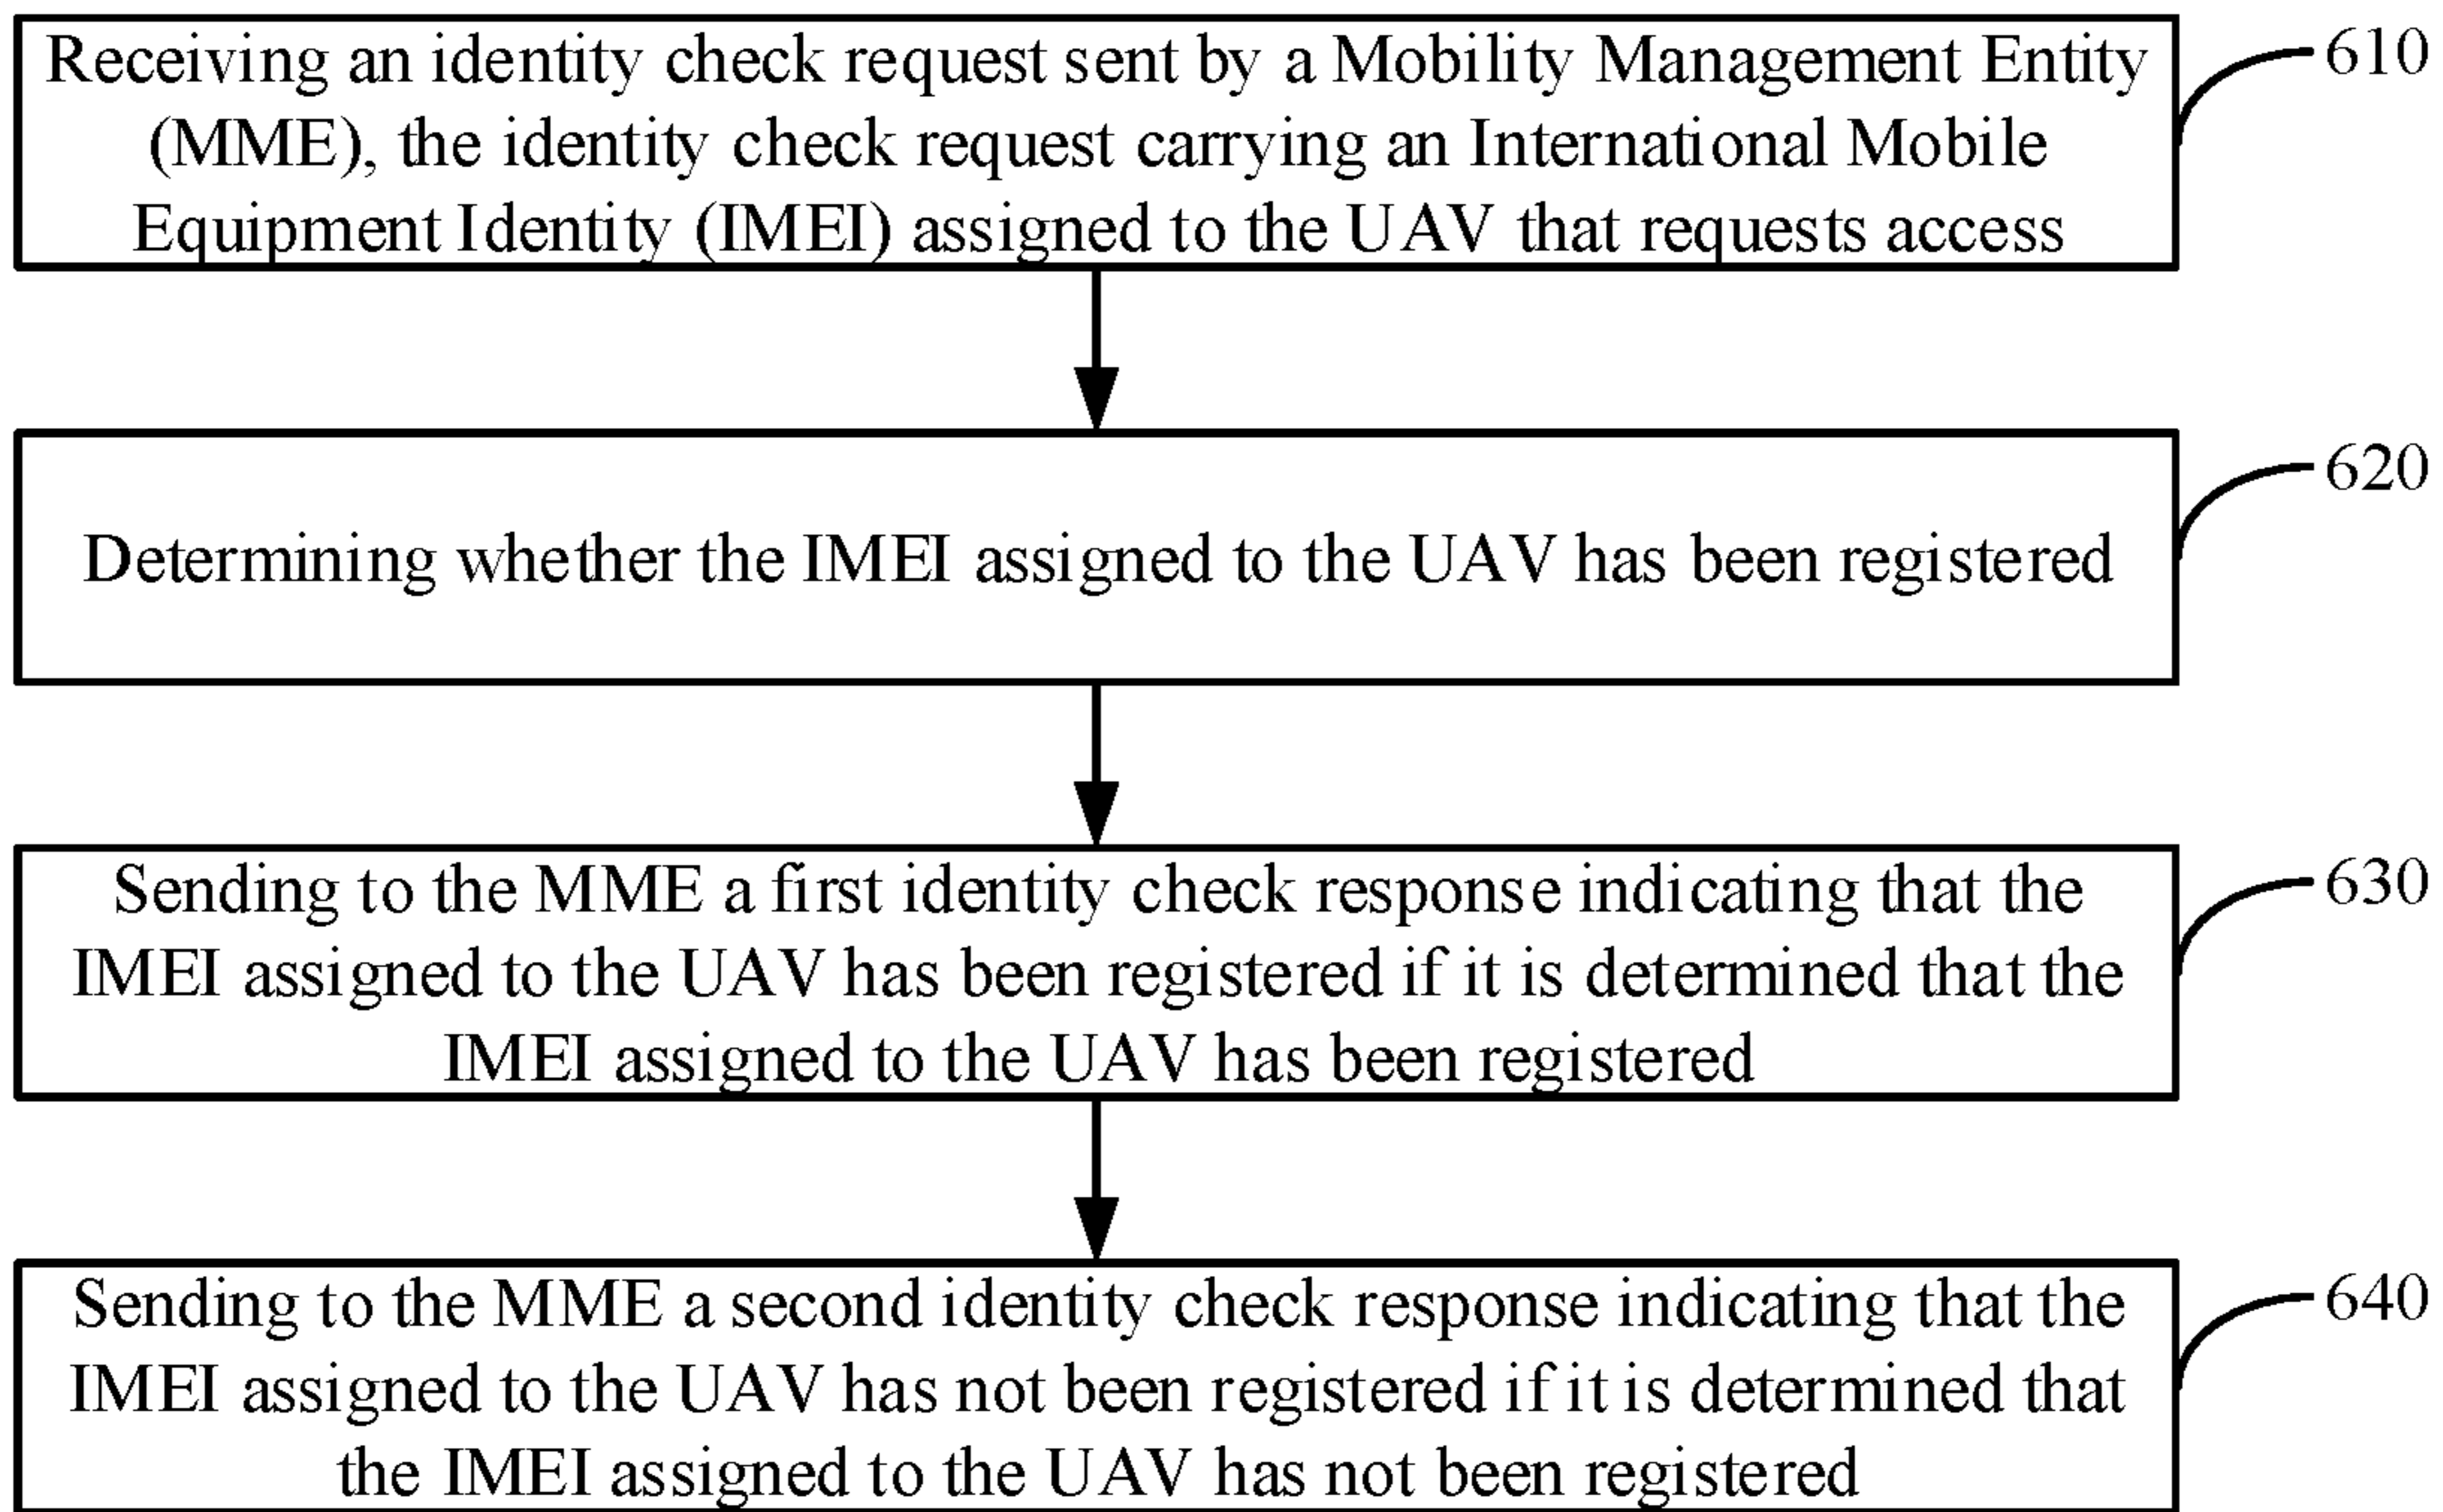 Receiving an identity check request sent by a Mobility Management Entity
(MME), the identity check request carrying an International Mobile
Equipment Identity (IMEI) assigned to the UAV that requests access
610
Determining whether the IMEI assigned to the UAV has been registered
620
Sending to the MME a first identity check response indicating that the
IMEI assigned to the UAV has been registered if it is determined that the
IMEI assigned to the UAV has been registered
630
Sending to the MME a second identity check response indicating that the
IMEI assigned to the UAV has not been registered if it is determined that
the IMEI assigned to the UAV has not been registered
640